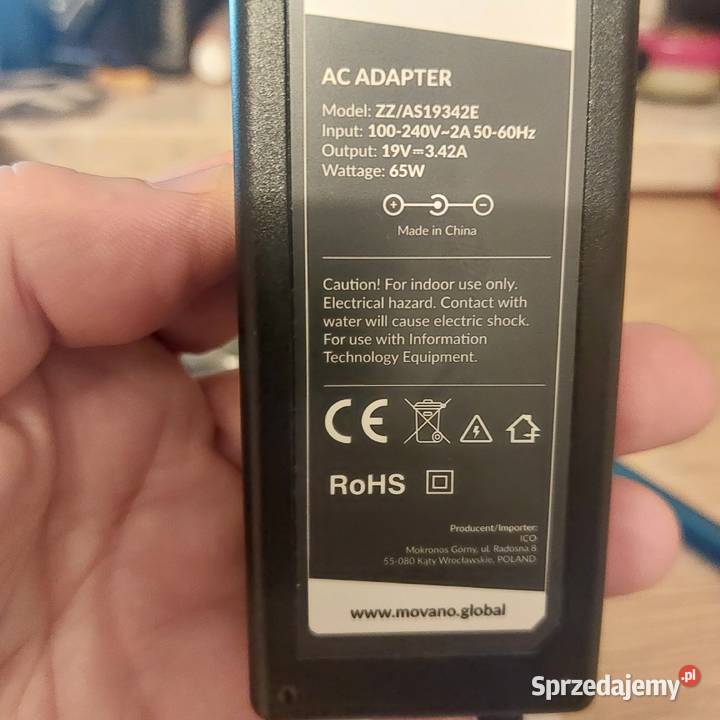 AC ADAPTER
Model: ZZ/AS19342E
Input: 100-240V~2A 50-60Hz
Output: 19V⎓3.42A
Wattage: 65W
Made in China
Caution! For indoor use only.
Electrical hazard. Contact with
water will cause electric shock.
For use with Information
Technology Equipment.
CE
RoHS
Producent/Importer:
ICO
Mokronos Górny, ul. Radosna 8
55-080 Kąty Wrocławskie, POLAND
www.movano.global
Sprzedajemy.pl